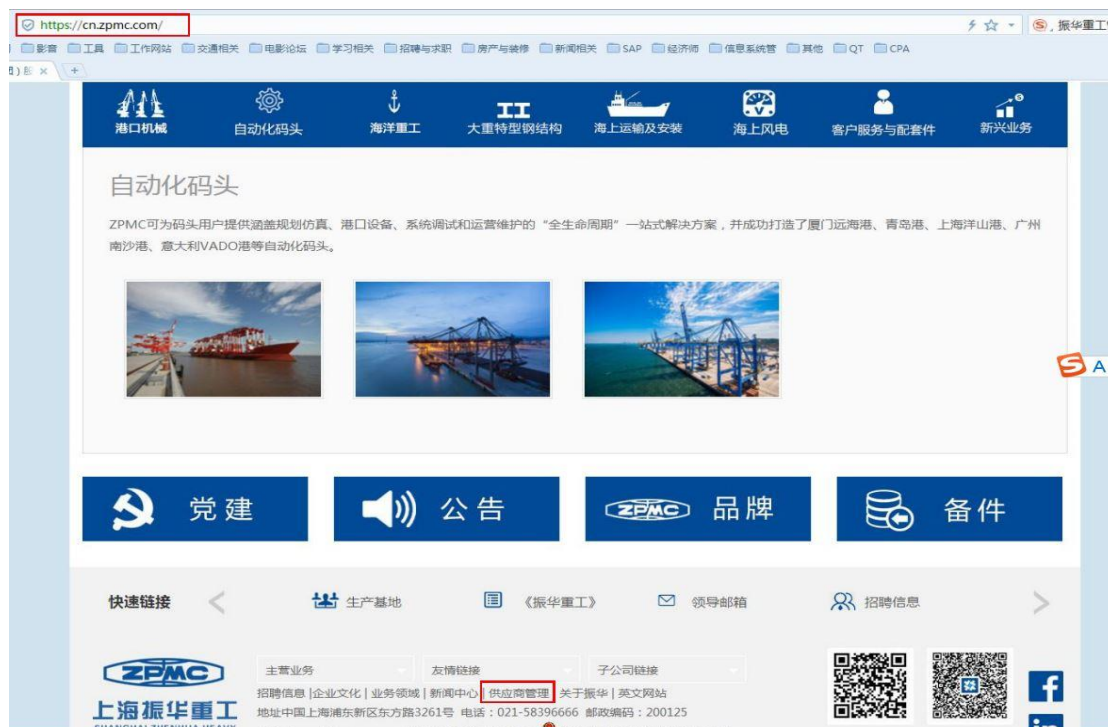 https://cn.zpmc.com/
振华重工
影音 工具 工作网站 交通相关 电影论坛 学习相关 招聘与求职 房产与装修 新闻相关 SAP 经济师 信息系统管 其他 QT CPA
港口机械 自动化码头 海洋重工 大重特型钢结构 海上运输及安装 海上风电 客户服务与配套件 新兴业务
自动化码头
ZPMC可为码头用户提供涵盖规划仿真、港口设备、系统调试和运营维护的“全生命周期”一站式解决方案，并成功打造了厦门远海港、青岛港、上海洋山港、广州
南沙港、意大利VADO港等自动化码头。
党建 公告 ZPMC 品牌 备件
快速链接 生产基地 《振华重工》 领导邮箱 招聘信息
ZPMC
上海振华重工
主营业务 友情链接 子公司链接
招聘信息 | 企业文化 | 业务领域 | 新闻中心 | 供应商管理 | 关于振华 | 英文网站
地址中国上海浦东新区东方路3261号 电话：021-58396666 邮政编码：200125